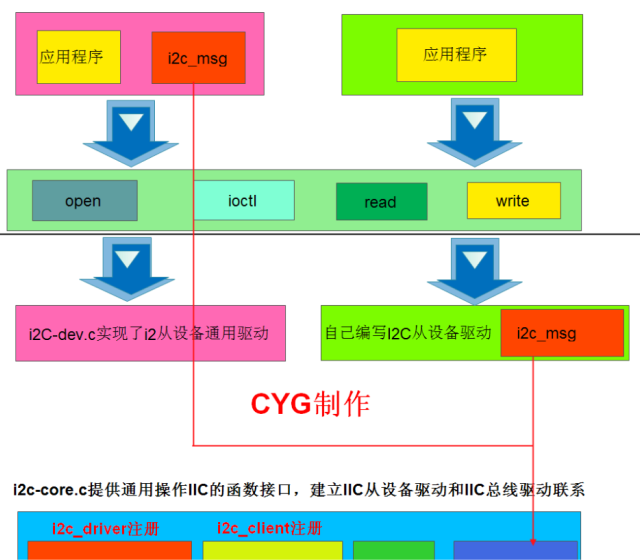 应用程序
i2c_msg
应用程序
open
ioctl
read
write
i2C-dev.c实现了i2从设备通用驱动
自己编写I2C从设备驱动
i2c_msg
CYG制作
i2c-core.c提供通用操作IIC的函数接口，建立IIC从设备驱动和IIC总线驱动联系
i2c_driver注册
i2c_client注册